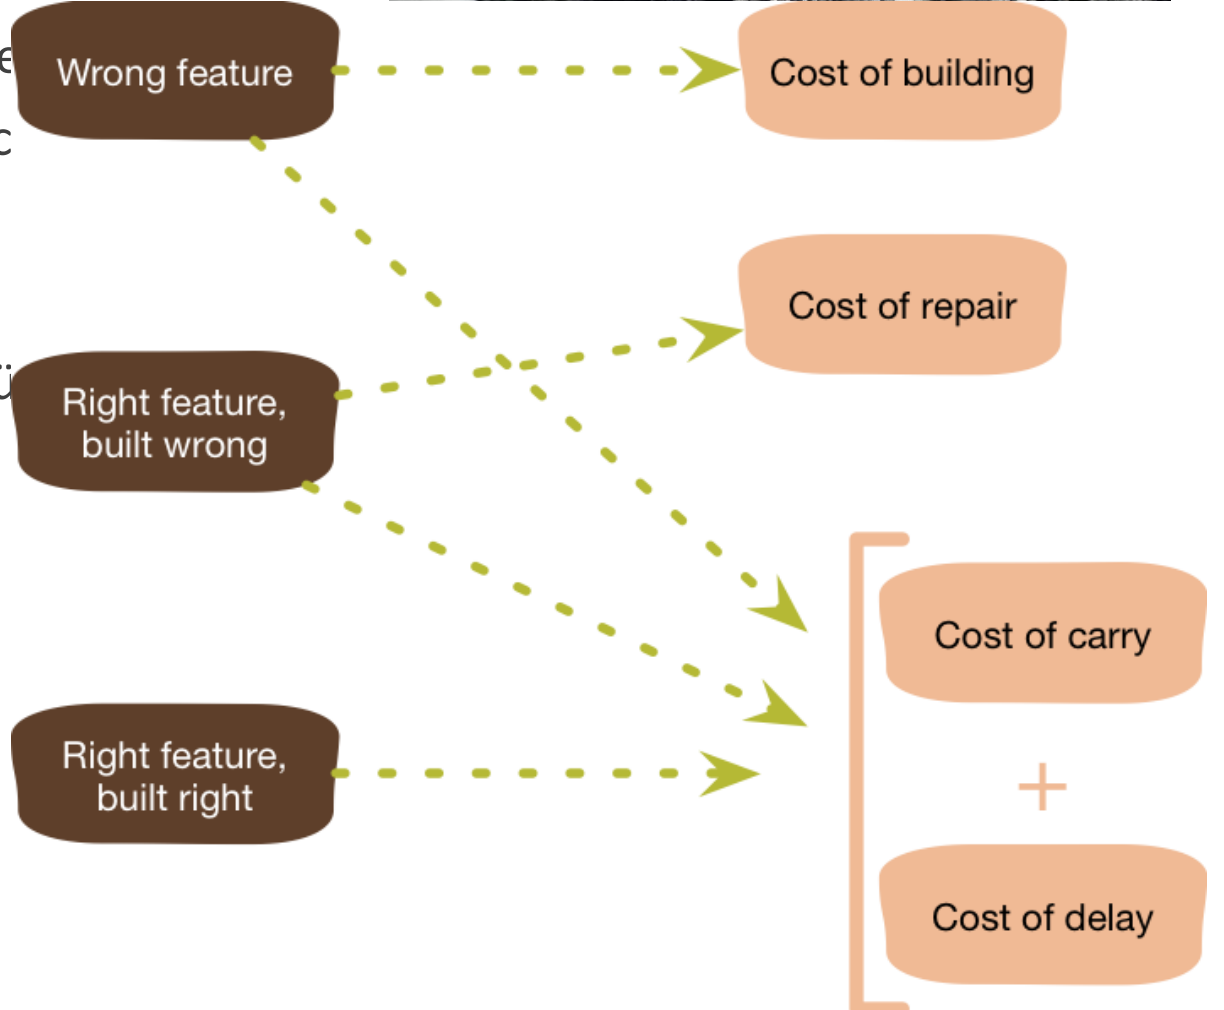 Wrong feature
Cost of building
Cost of repair
Right feature,
built wrong
Cost of carry
Right feature,
built right
+
Cost of delay